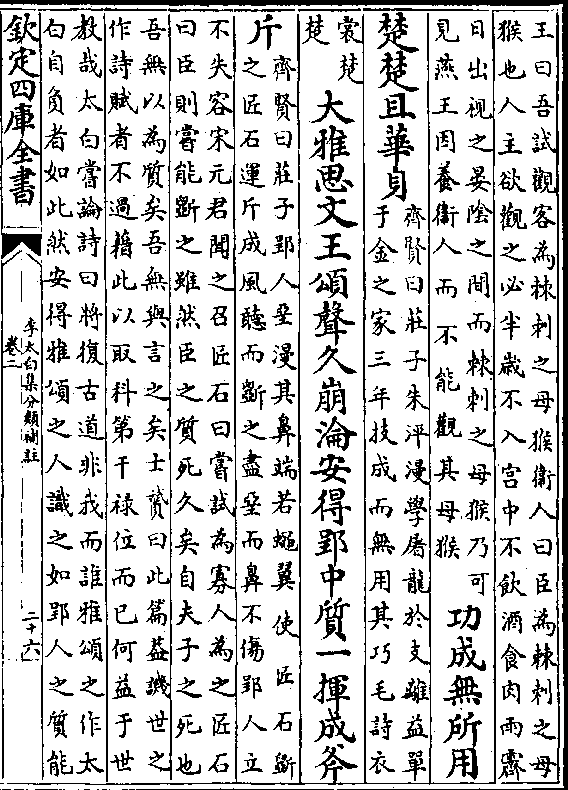 王曰吾試觀客為棘刺之母猴衛人曰臣為棘刺之母
猴也人主欲觀之必半歲不入宫中不飲酒食肉雨霽
日出視之晏陰之間而棘刺之母猴乃可
見燕王因養衛人而不能觀其母猴
功成無所用
楚楚且華身
齊賢曰莊子朱泙漫學屠龍於支離益單
千金之家三年技成而無用其巧毛詩衣
裳楚
楚
大雅思文王頌聲久崩淪安得郢中質一揮成斧
斤
齊賢曰莊子郢人堊漫其鼻端若蠅翼使匠石斲
之匠石運斤成風聽而斲之盡堊而鼻不傷郢人立
不失容宋元君聞之召匠石曰嘗試為寡人為之匠石
曰臣則嘗能斲之雖然臣之質死久矣自夫子之死也
吾無以為質矣吾無與言之矣士贇曰此篇葢譏世之
作詩賦者不過藉此以取科第干禄位而已何益于世
教哉太白嘗論詩曰將復古道非我而誰雅頌之作太
白自負者如此然安得雅頌之人識之如郢人之質能
欽定四庫全書
李太白集分類補註
卷二
二十六